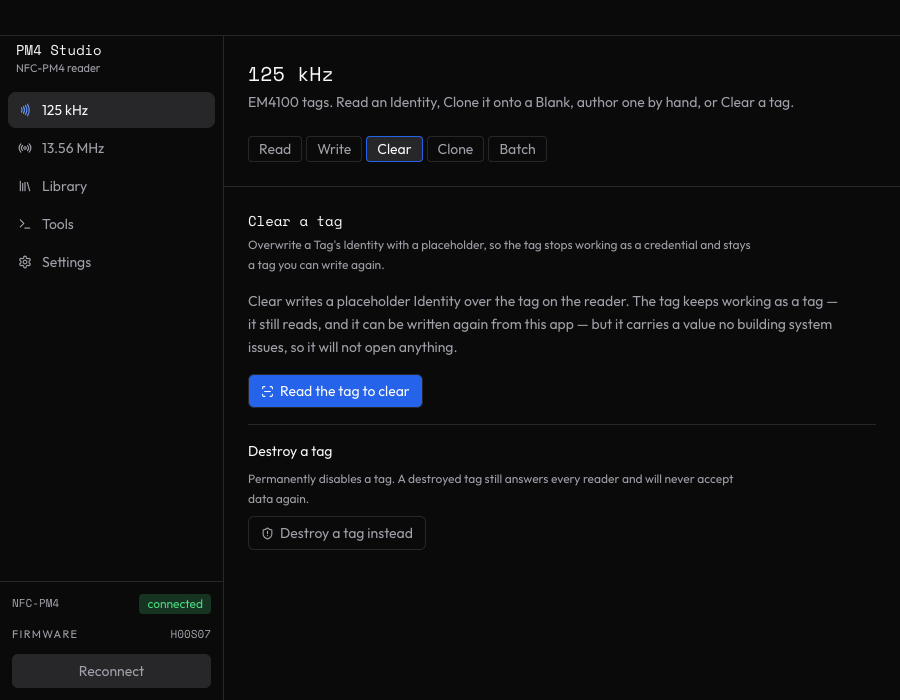 PM4 Studio
NFC-PM4 reader
125 kHz
13.56 MHz
Library
Tools
Settings
NFC-PM4
connected
FIRMWARE
H00S07
Reconnect
125 kHz
EM4100 tags. Read an Identity, Clone it onto a Blank, author one by hand, or Clear a tag.
Read
Write
Clear
Clone
Batch
Clear a tag
Overwrite a Tag's Identity with a placeholder, so the tag stops working as a credential and stays
a tag you can write again.
Clear writes a placeholder Identity over the tag on the reader. The tag keeps working as a tag —
it still reads, and it can be written again from this app — but it carries a value no building system
issues, so it will not open anything.
Read the tag to clear
Destroy a tag
Permanently disables a tag. A destroyed tag still answers every reader and will never accept
data again.
Destroy a tag instead